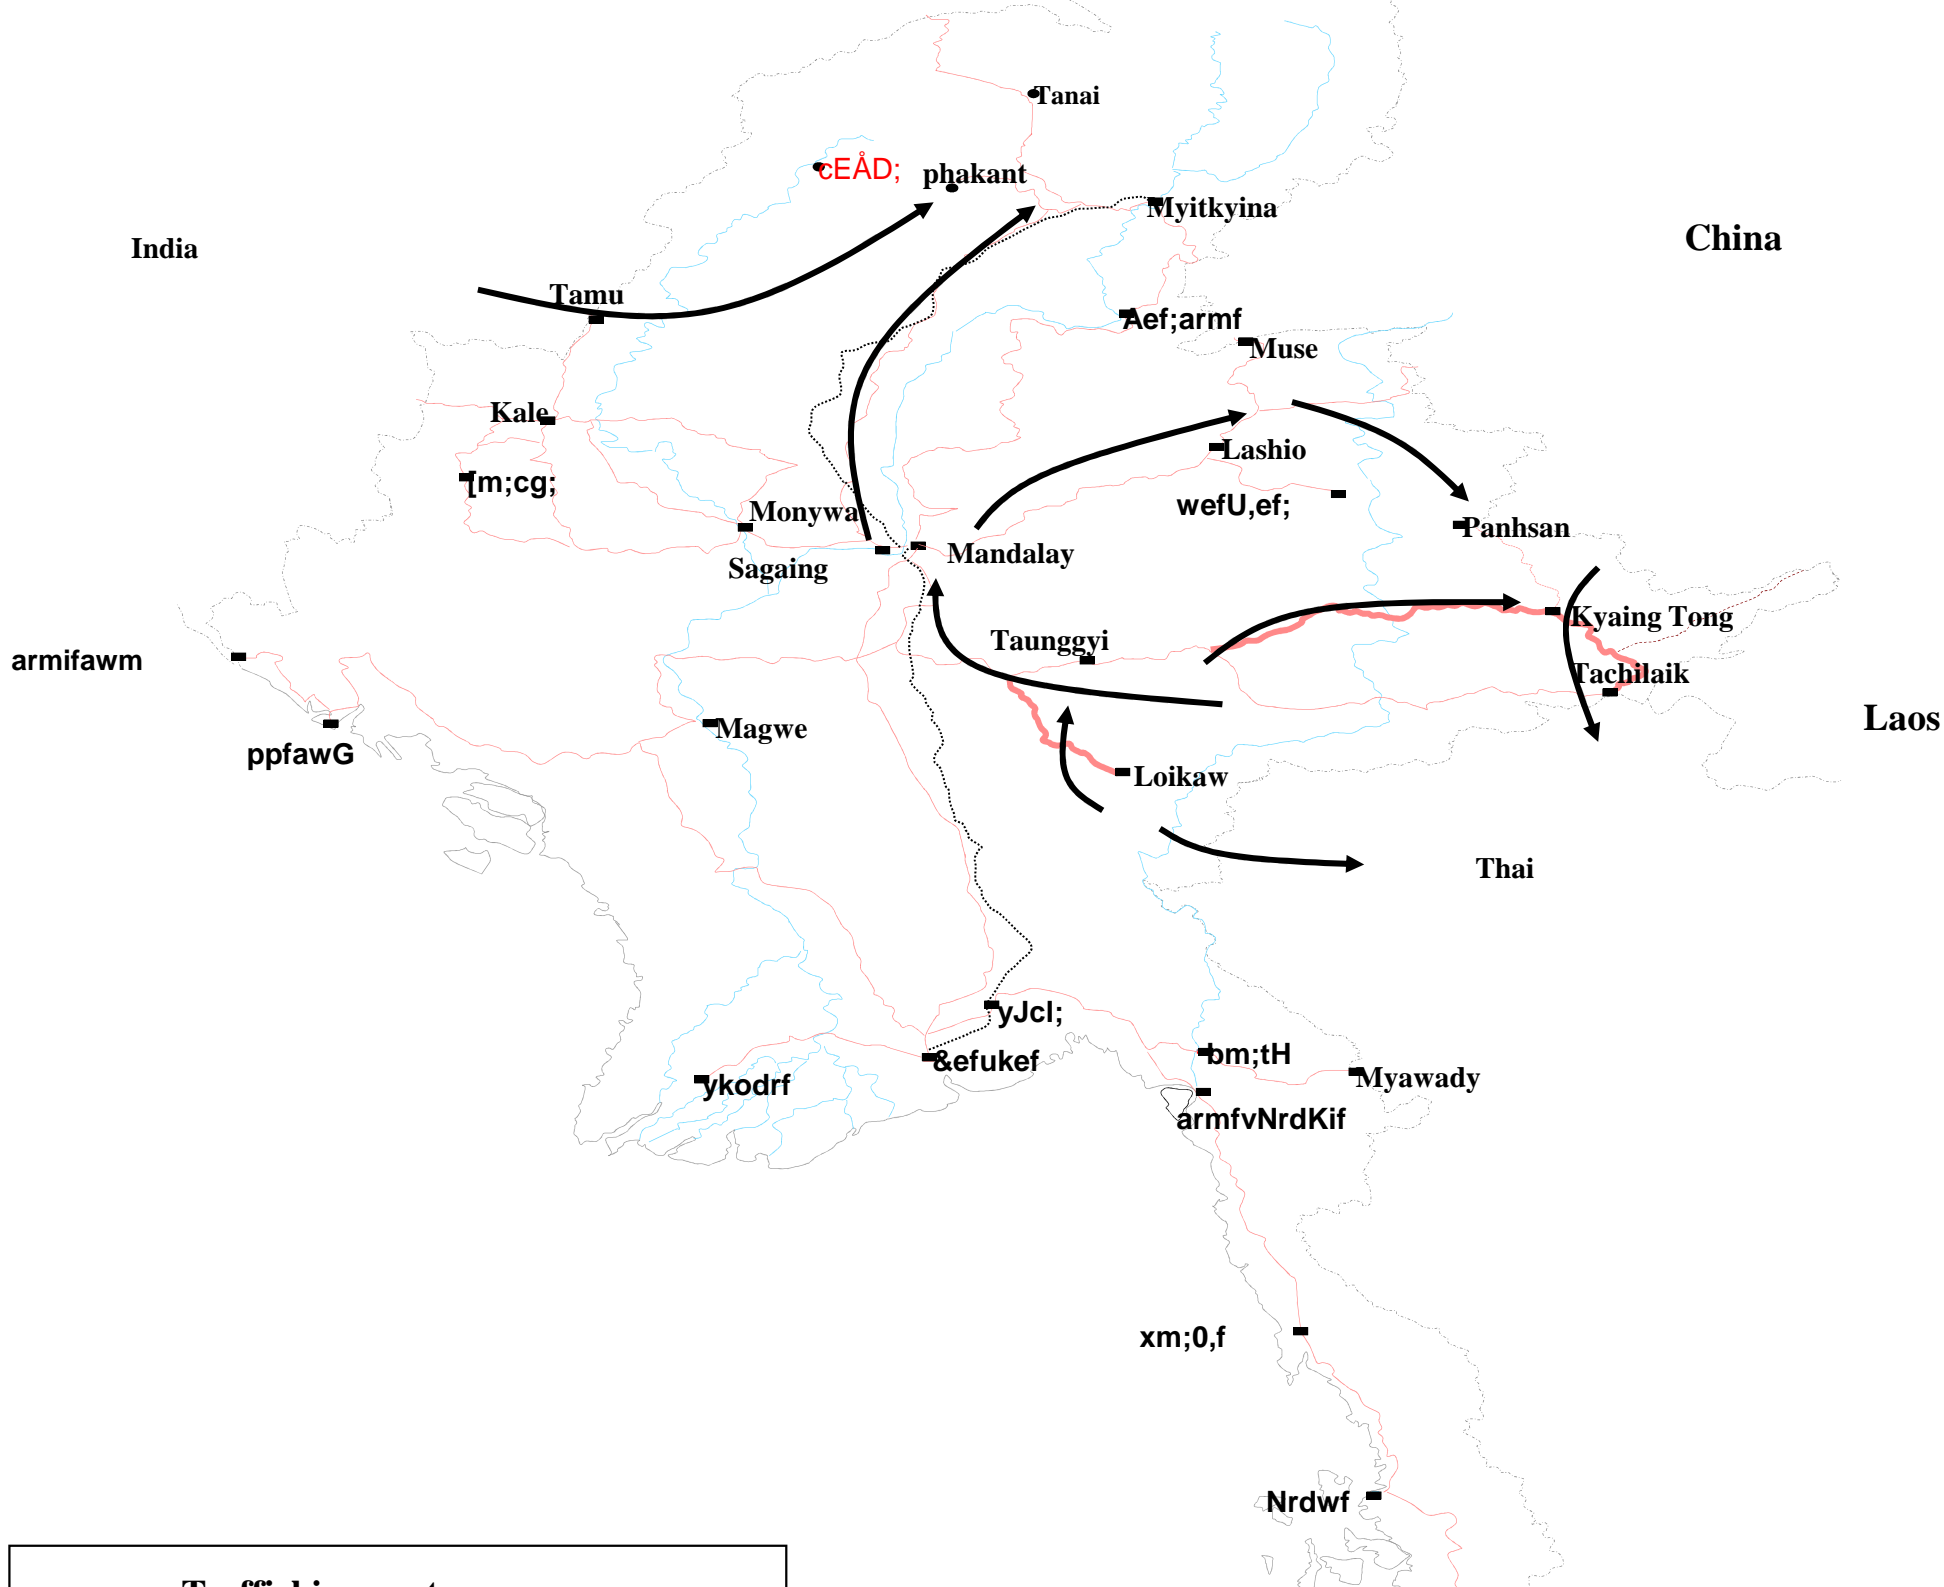 Tanai
cEÅD;
phakant
Myitkyina
India
China
Tamu
Aef;armf
Muse
Kale
Lashio
[m;cg;
wefU,ef;
Monywa
Panhsan
Mandalay
Sagaing
Kyaing Tong
Taunggyi
armifawm
Tachilaik
Laos
Magwe
ppfawG
Loikaw
Thai
yJcl;
bm;tH
&efukef
Myawady
ykodrf
armfvNrdKif
xm;0,f
Nrdwf